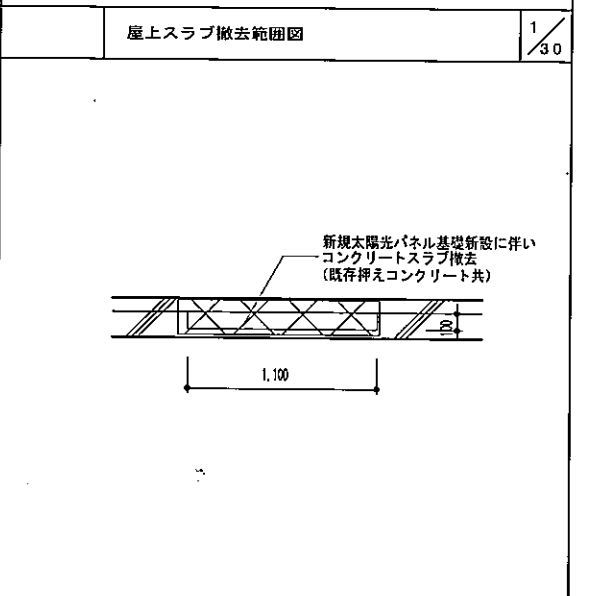 屋上スラブ撤去範囲図
1/30
新規太陽光パネル基礎新設に伴い
コンクリートスラブ撤去
(既存押えコンクリート共)
100
1,100